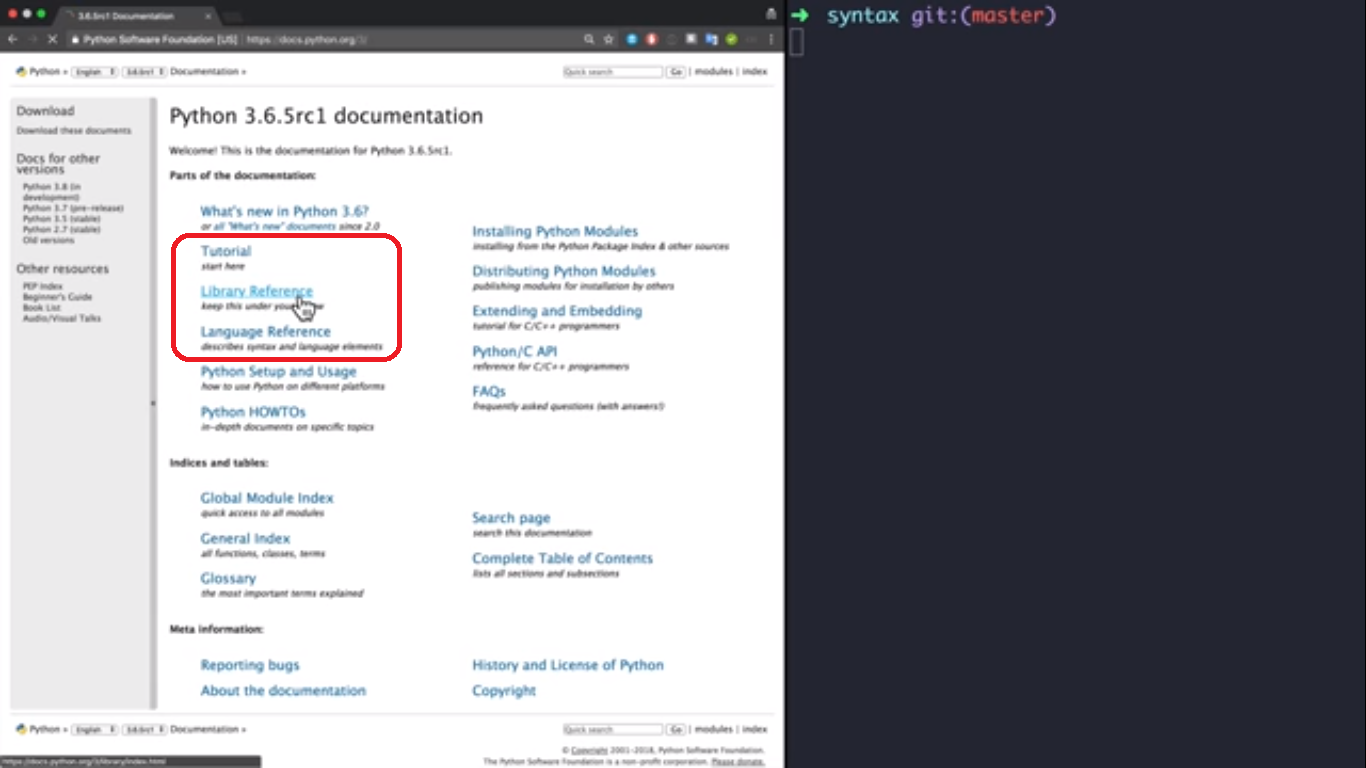 3.6.5rc1 Documentation
Python Software Foundation [US] | https://docs.python.org/3/
Python » English 3.6.5rc1 Documentation » Quick search Go | modules | index
Download
Download these documents
Docs for other
versions
Python 3.8 (in
development)
Python 3.7 (pre-release)
Python 3.5 (stable)
Python 2.7 (stable)
Old versions
Other resources
PEP Index
Beginner's Guide
Book List
Audio/Visual Talks
Python 3.6.5rc1 documentation
Welcome! This is the documentation for Python 3.6.5rc1.
Parts of the documentation:
What's new in Python 3.6?
or all "What's new" documents since 2.0
Tutorial
start here
Library Reference
keep this under
Language Reference
describes syntax and language elements
Python Setup and Usage
how to use Python on different platforms
Python HOWTOs
in-depth documents on specific topics
Installing Python Modules
installing from the Python Package Index & other sources
Distributing Python Modules
publishing modules for installation by others
Extending and Embedding
tutorial for C/C++ programmers
Python/C API
reference for C/C++ programmers
FAQs
frequently asked questions (with answers!)
Indices and tables:
Global Module Index
quick access to all modules
General Index
all functions, classes, terms
Glossary
the most important terms explained
Search page
search this documentation
Complete Table of Contents
lists all sections and subsections
Meta information:
Reporting bugs
About the documentation
History and License of Python
Copyright
Python » English 3.6.5rc1 Documentation » Quick search Go | modules | index
© Copyright 2001-2018, Python Software Foundation.
The Python Software Foundation is a non-profit corporation. Please donate.
https://docs.python.org/3/library/index.html
➜ syntax git:(master)